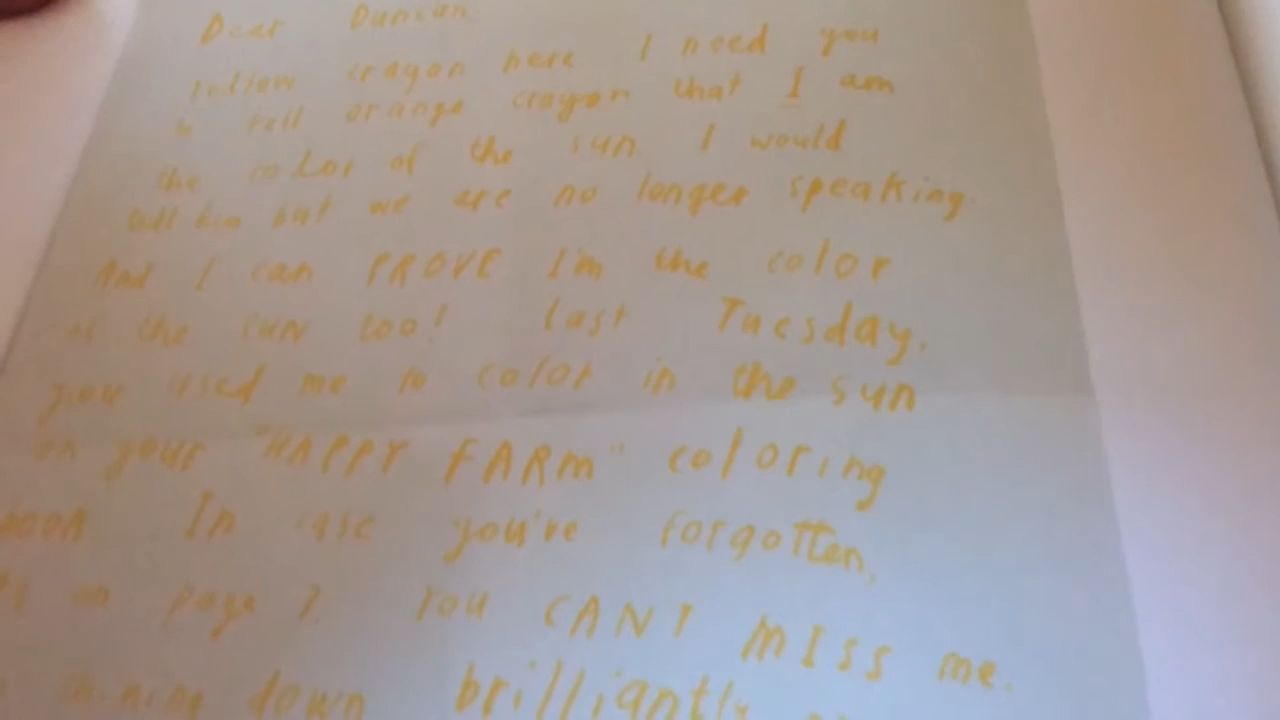 Dear Duncan
Yellow crayon here I need you
to tell orange crayon that I am
the coLor of the sun I would
tell him but we are no longer speaking.
And I can PROVE I'm the color
of the SUN too! last Tuesday,
you used me to color in the sun
on your "HAPPY FARm" coloring
book In case you've forgotten,
on page 7 You CANT MISS me.
down brilliantly